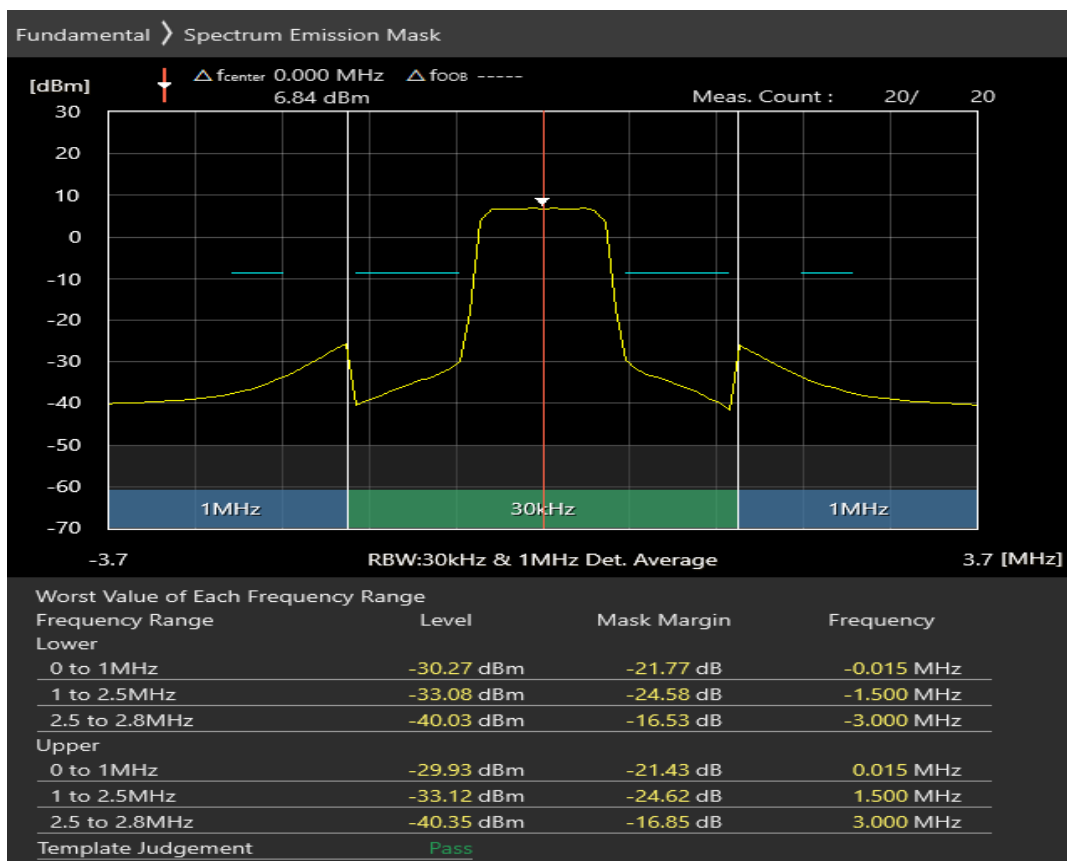 Fundamental 〉 Spectrum Emission Mask
[dBm] △ fcenter 0.000 MHz △ fOOB -----
6.84 dBm Meas. Count : 20/ 20
30
20
10
0
-10
-20
-30
-40
-50
-60
-70
1MHz 30kHz 1MHz
-3.7 RBW:30kHz & 1MHz Det. Average 3.7 [MHz]
Worst Value of Each Frequency Range
Frequency Range Level Mask Margin Frequency
Lower
0 to 1MHz -30.27 dBm -21.77 dB -0.015 MHz
1 to 2.5MHz -33.08 dBm -24.58 dB -1.500 MHz
2.5 to 2.8MHz -40.03 dBm -16.53 dB -3.000 MHz
Upper
0 to 1MHz -29.93 dBm -21.43 dB 0.015 MHz
1 to 2.5MHz -33.12 dBm -24.62 dB 1.500 MHz
2.5 to 2.8MHz -40.35 dBm -16.85 dB 3.000 MHz
Template Judgement Pass